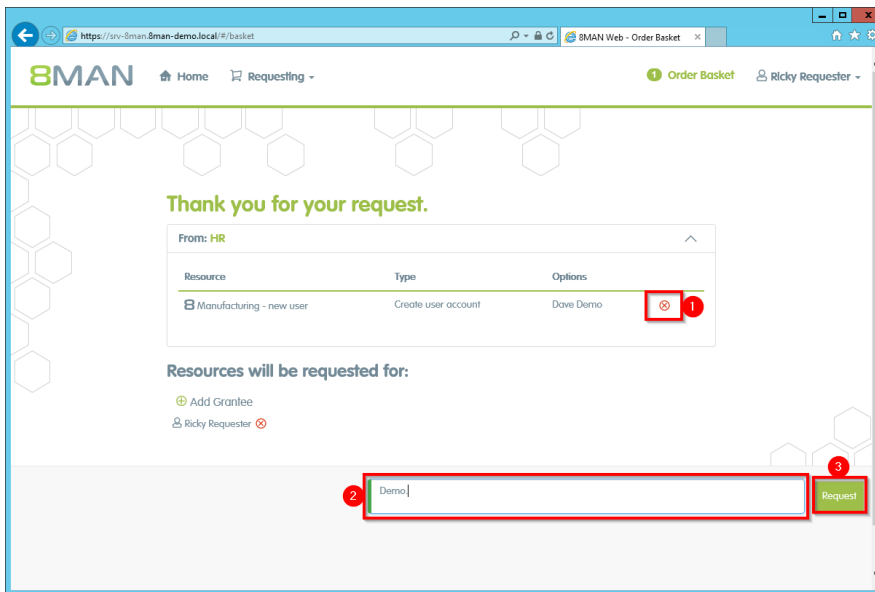 https://srv-8man.8man-demo.local/#/basket
8MAN Web - Order Basket
8MAN
Home
Requesting
1 Order Basket
Ricky Requester
Thank you for your request.
From: HR
Resource Type Options
Manufacturing - new user Create user account Dave Demo
1
Resources will be requested for:
Add Grantee
Ricky Requester
3
2
Demo.
Request